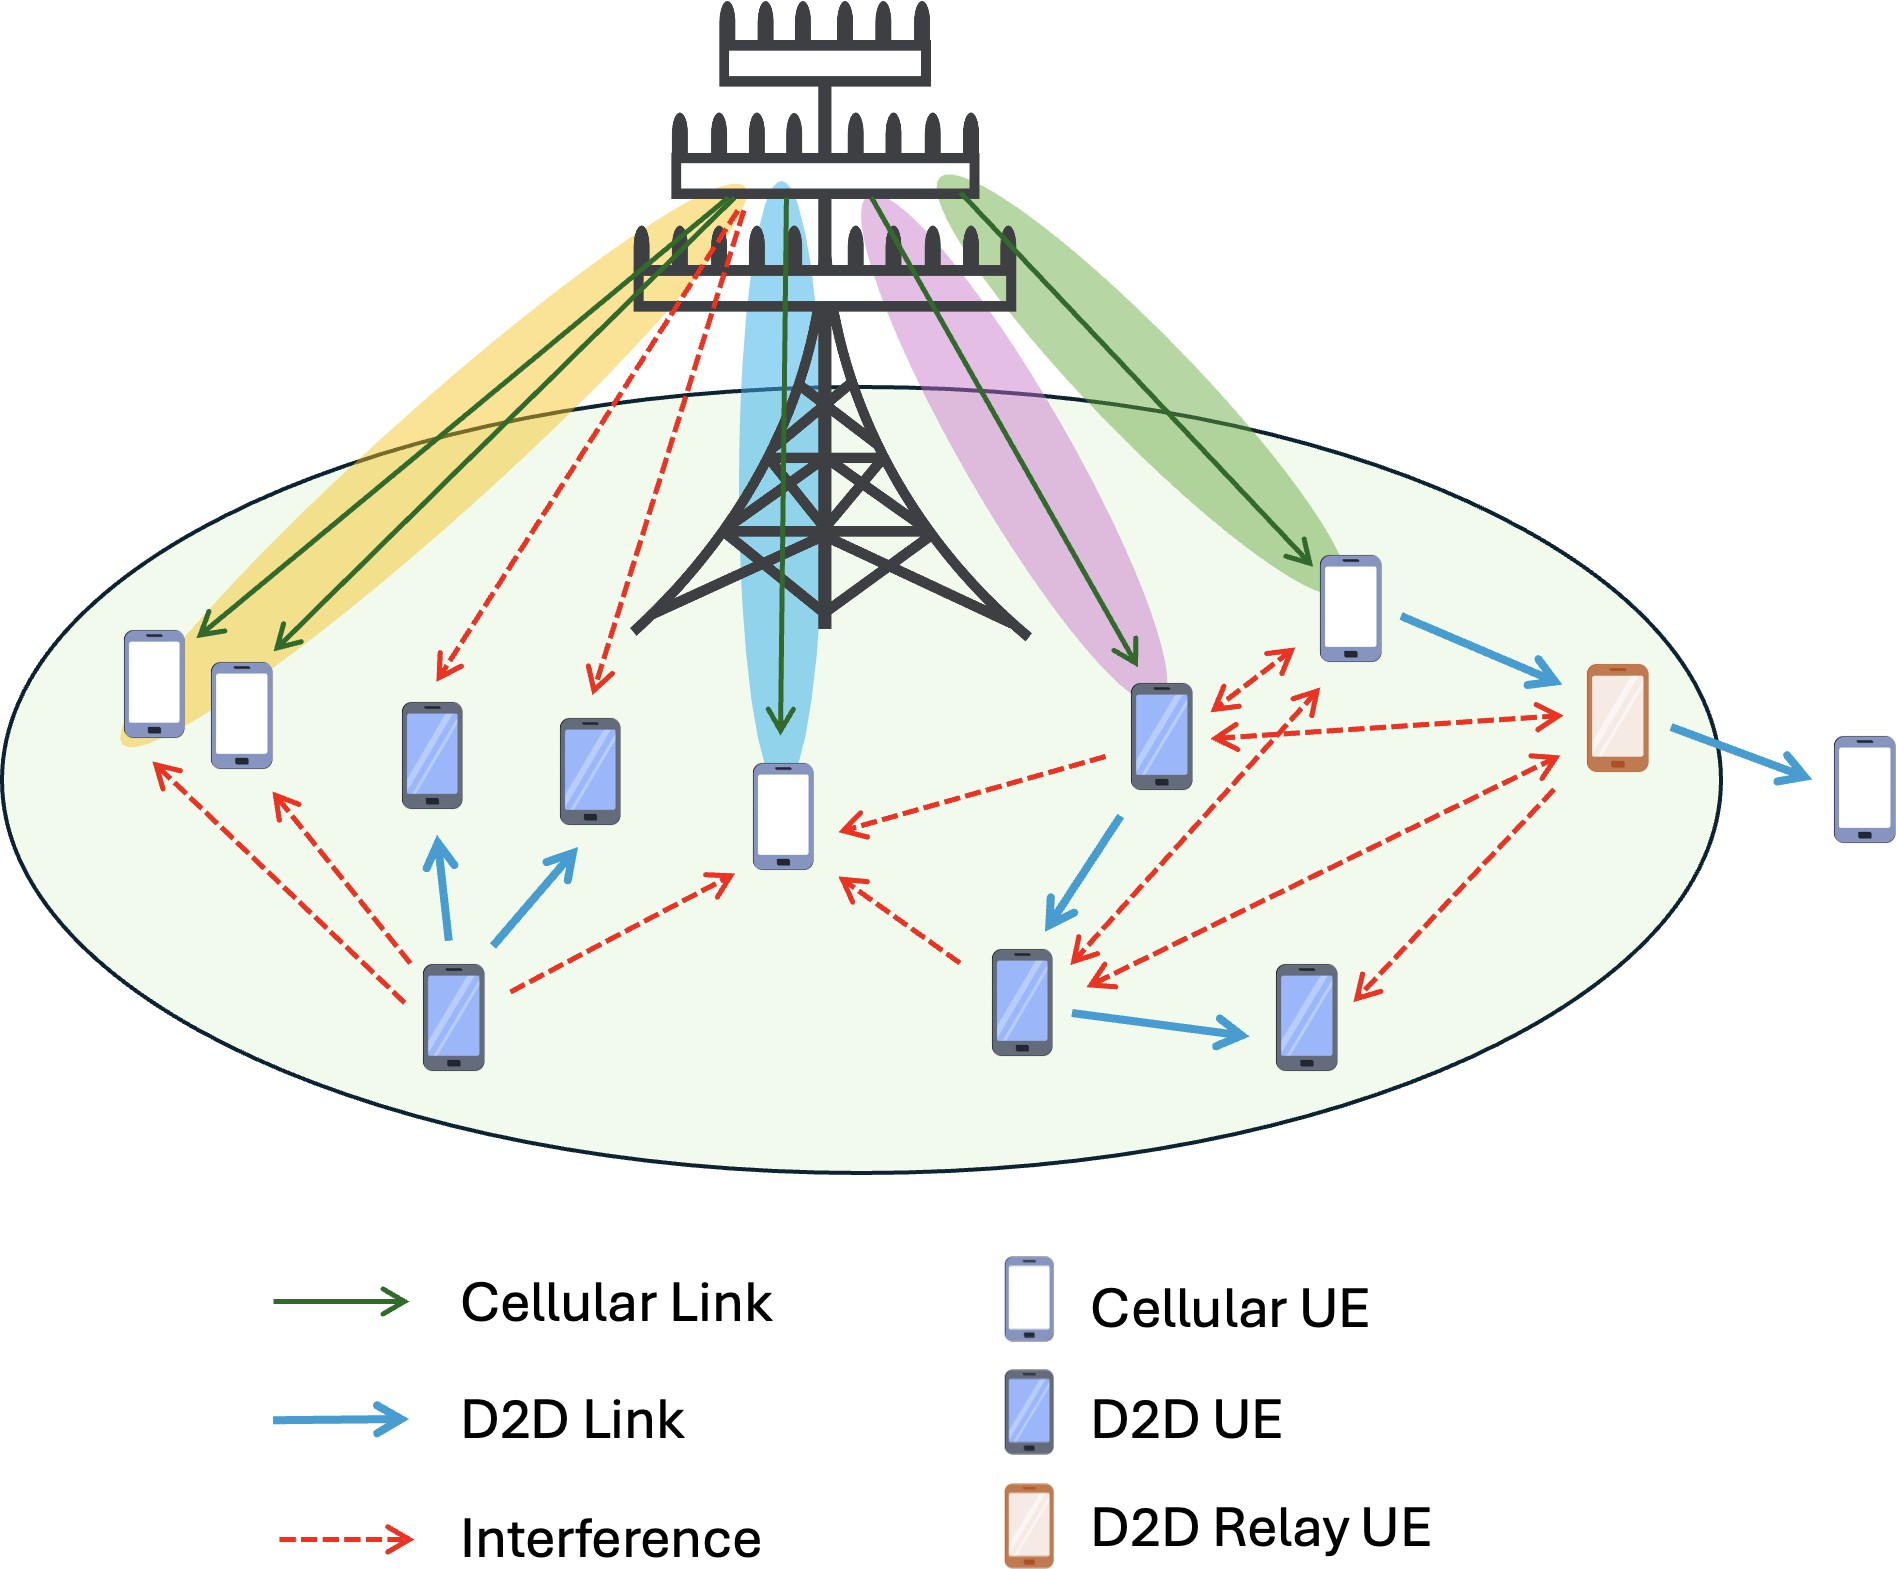 Cellular Link
Cellular UE
D2D Link
D2D UE
Interference
D2D Relay UE